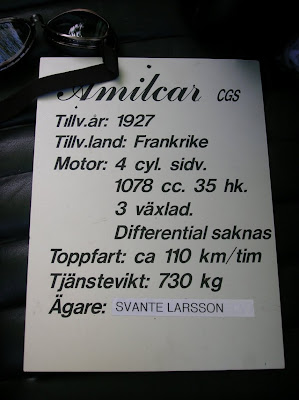 Amilcar CGS
Tillv.år: 1927
Tillv.land: Frankrike
Motor: 4 cyl. sidv.
1078 cc. 35 hk.
3 växlad.
Differential saknas
Toppfart: ca 110 km/tim
Tjänstevikt: 730 kg
Ägare: SVANTE LARSSON